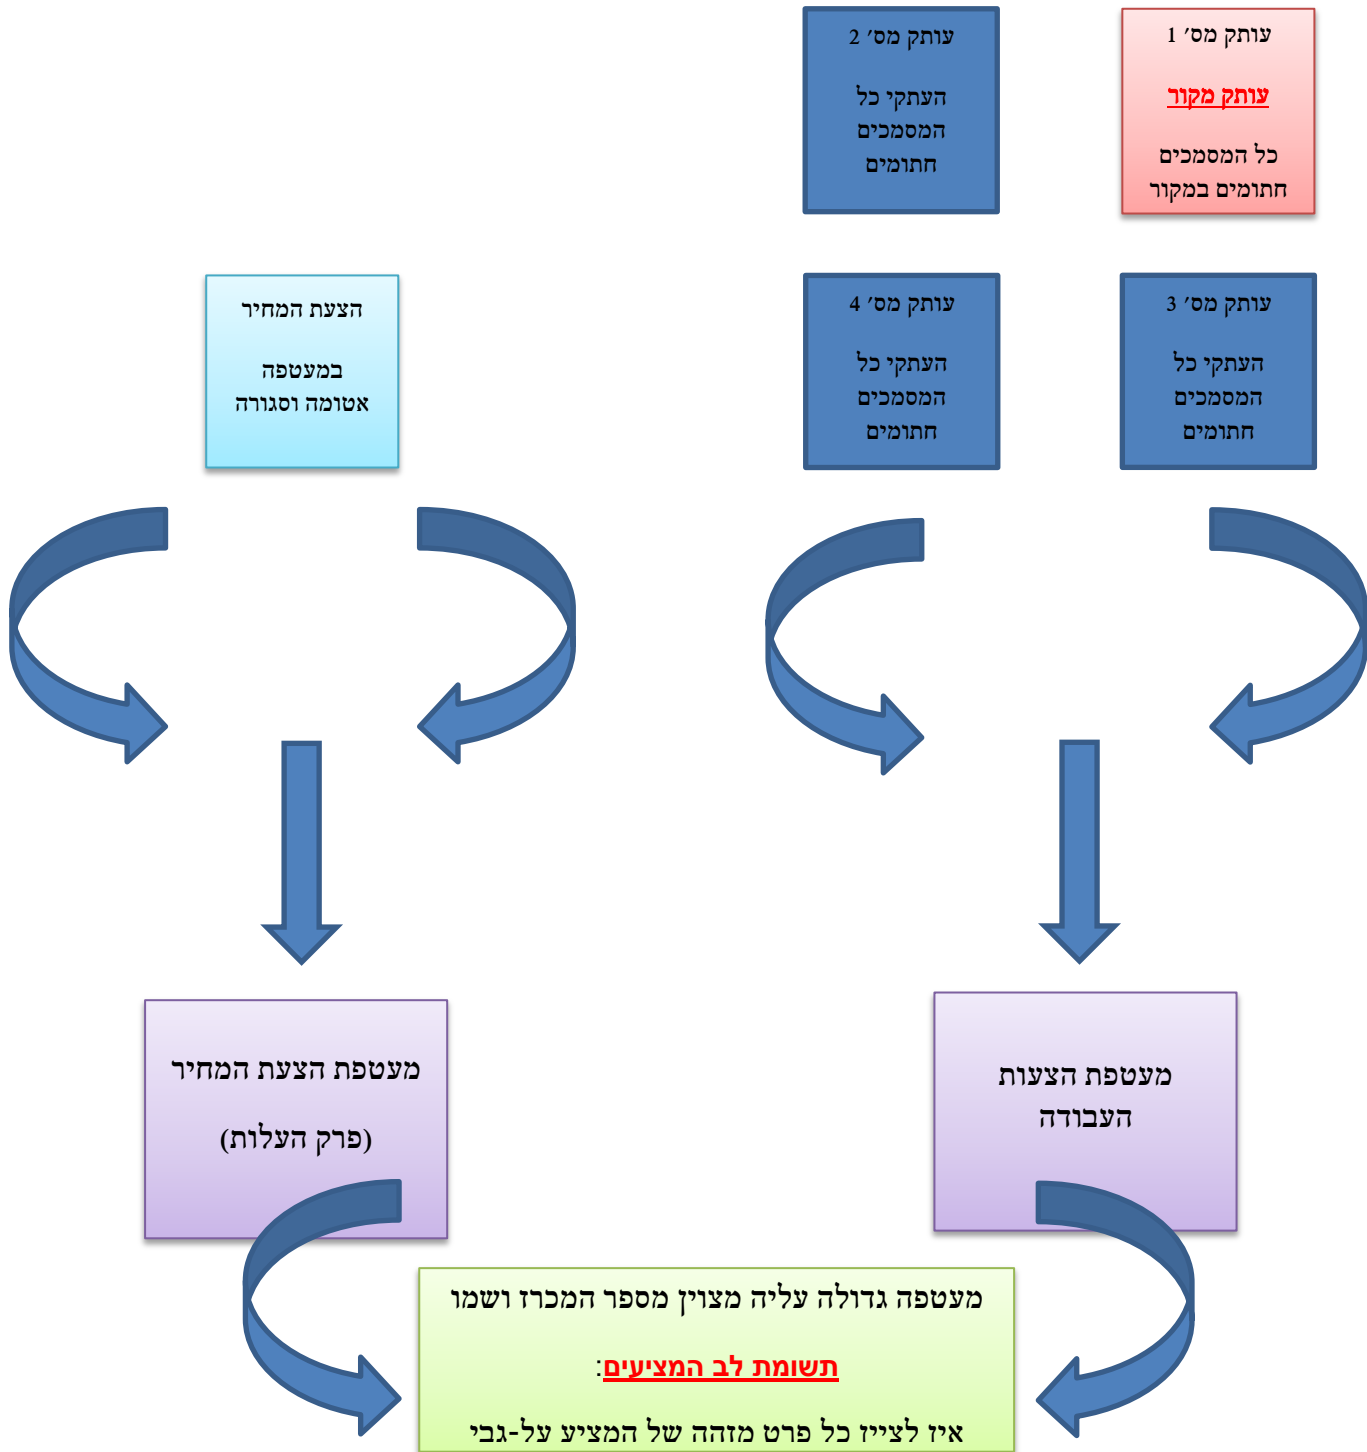 עותק מס׳ 1
עותק מקור
כל המסמכים
חתומים במקור
עותק מס׳ 2
העתקי כל
המסמכים
חתומים
עותק מס׳ 3
העתקי כל
המסמכים
חתומים
עותק מס׳ 4
העתקי כל
המסמכים
חתומים
הצעת המחיר
במעטפה
אטומה וסגורה
מעטפת הצעות
העבודה
מעטפת הצעת המחיר
(פרק העלות)
מעטפה גדולה עליה מצוין מספר המכרז ושמו
תשומת לב המציעים:
איז לצייז כל פרט מזהה של המציע על-גבי